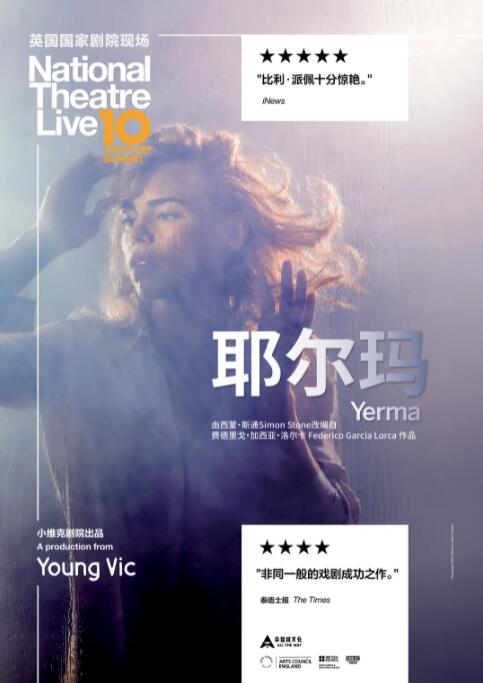 英国国家剧院现场
National
Theatre
Live 10
★★★★★
"比利·派佩十分惊艳。"
iNews
耶尔玛
Yerma
由西蒙·斯通Simon Stone改编自
费德里戈·加西亚·洛尔卡 Federico Garcia Lorca 作品
小维克剧院出品
A production from
Young Vic
★★★★
"非同一般的戏剧成功之作。"
泰晤士报 The Times
ALL THE WAY
ARTS COUNCIL
ENGLAND